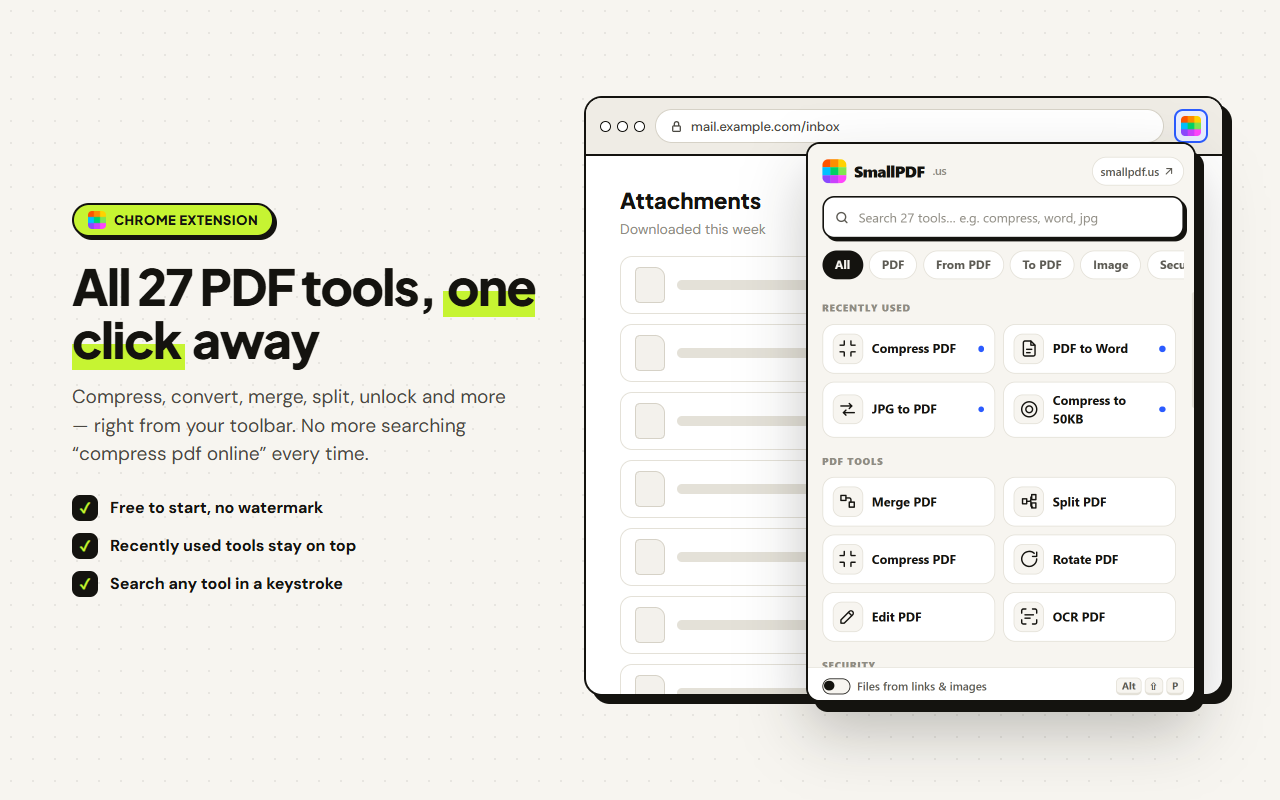 CHROME EXTENSION
All 27 PDF tools, one
click away
Compress, convert, merge, split, unlock and more
— right from your toolbar. No more searching
“compress pdf online” every time.
Free to start, no watermark
Recently used tools stay on top
Search any tool in a keystroke
mail.example.com/inbox
Attachments
Downloaded this week
SmallPDF .us
smallpdf.us
Search 27 tools... e.g. compress, word, jpg
All PDF From PDF To PDF Image Secu
RECENTLY USED
Compress PDF
PDF to Word
JPG to PDF
Compress to
50KB
PDF TOOLS
Merge PDF
Split PDF
Compress PDF
Rotate PDF
Edit PDF
OCR PDF
SECURITY
Files from links & images
Alt ⇧ P